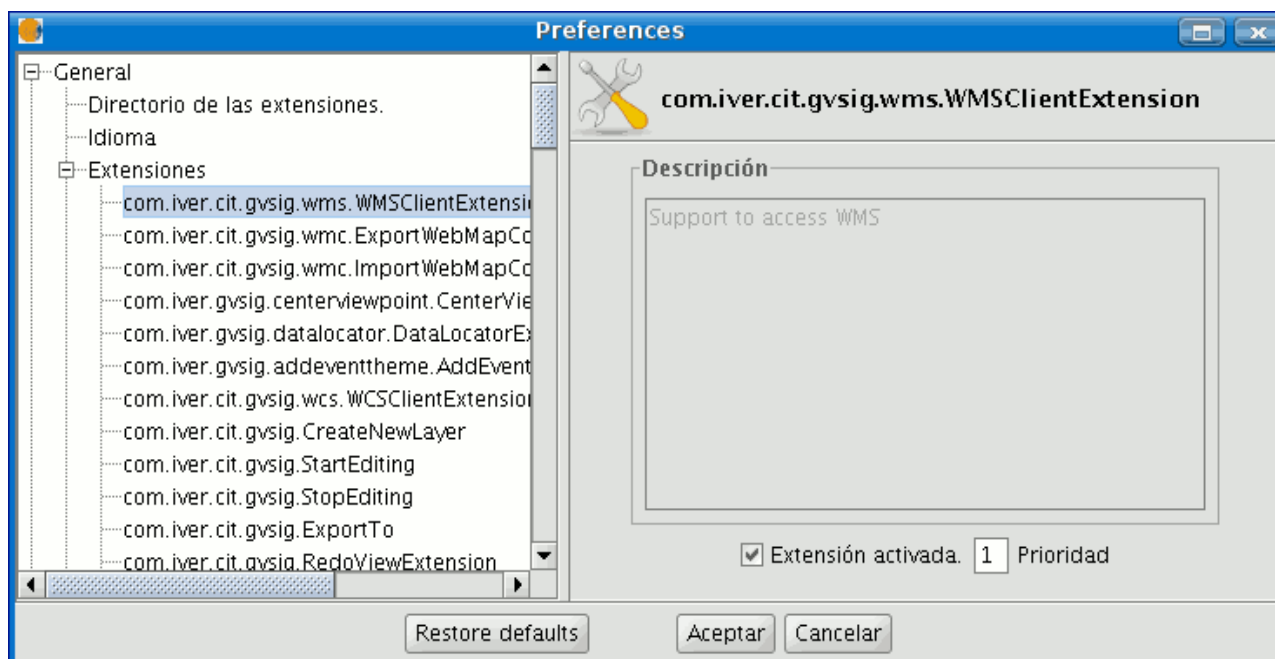 Preferences
General
Directorio de las extensiones.
Idioma
Extensiones
com.iver.cit.gvsig.wms.WMSClientExtensi
com.iver.cit.gvsig.wmc.ExportWebMapCo
com.iver.cit.gvsig.wmc.ImportWebMapCo
com.iver.gvsig.centerviewpoint.CenterVie
com.iver.gvsig.datalocator.DataLocatorEx
com.iver.gvsig.addeventtheme.AddEvent
com.iver.cit.gvsig.wcs.WCSClientExtension
com.iver.cit.gvsig.CreateNewLayer
com.iver.cit.gvsig.StartEditing
com.iver.cit.gvsig.StopEditing
com.iver.cit.gvsig.ExportTo
com.iver.cit.gvsig.RedoViewExtension
com.iver.cit.gvsig.wms.WMSClientExtension
Descripción
Support to access WMS
Extensión activada. 1 Prioridad
Restore defaults Aceptar Cancelar